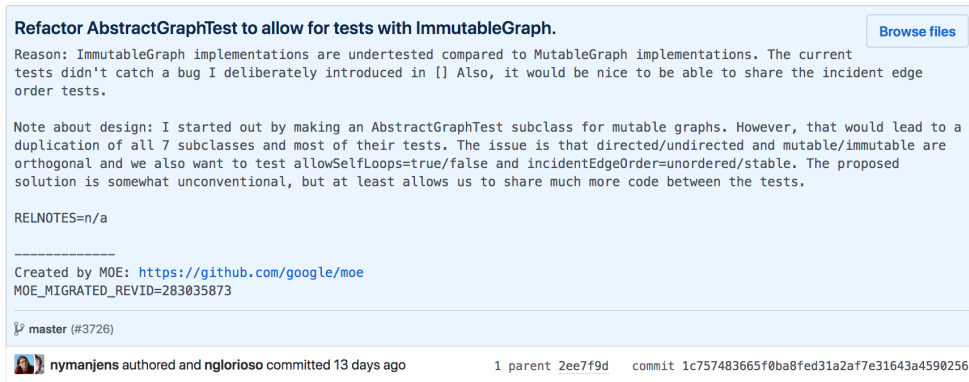 Refactor AbstractGraphTest to allow for tests with ImmutableGraph.
Browse files
Reason: ImmutableGraph implementations are undertested compared to MutableGraph implementations. The current
tests didn't catch a bug I deliberately introduced in [] Also, it would be nice to be able to share the incident edge
order tests.
Note about design: I started out by making an AbstractGraphTest subclass for mutable graphs. However, that would lead to a
duplication of all 7 subclasses and most of their tests. The issue is that directed/undirected and mutable/immutable are
orthogonal and we also want to test allowSelfLoops=true/false and incidentEdgeOrder=unordered/stable. The proposed
solution is somewhat unconventional, but at least allows us to share much more code between the tests.
RELNOTES=n/a
-------------
Created by MOE: https://github.com/google/moe
MOE_MIGRATED_REVID=283035873
master (#3726)
nymanjens authored and nglorioso committed 13 days ago
1 parent 2ee7f9d commit 1c757483665f0ba8fed31a2af7e31643a4590256